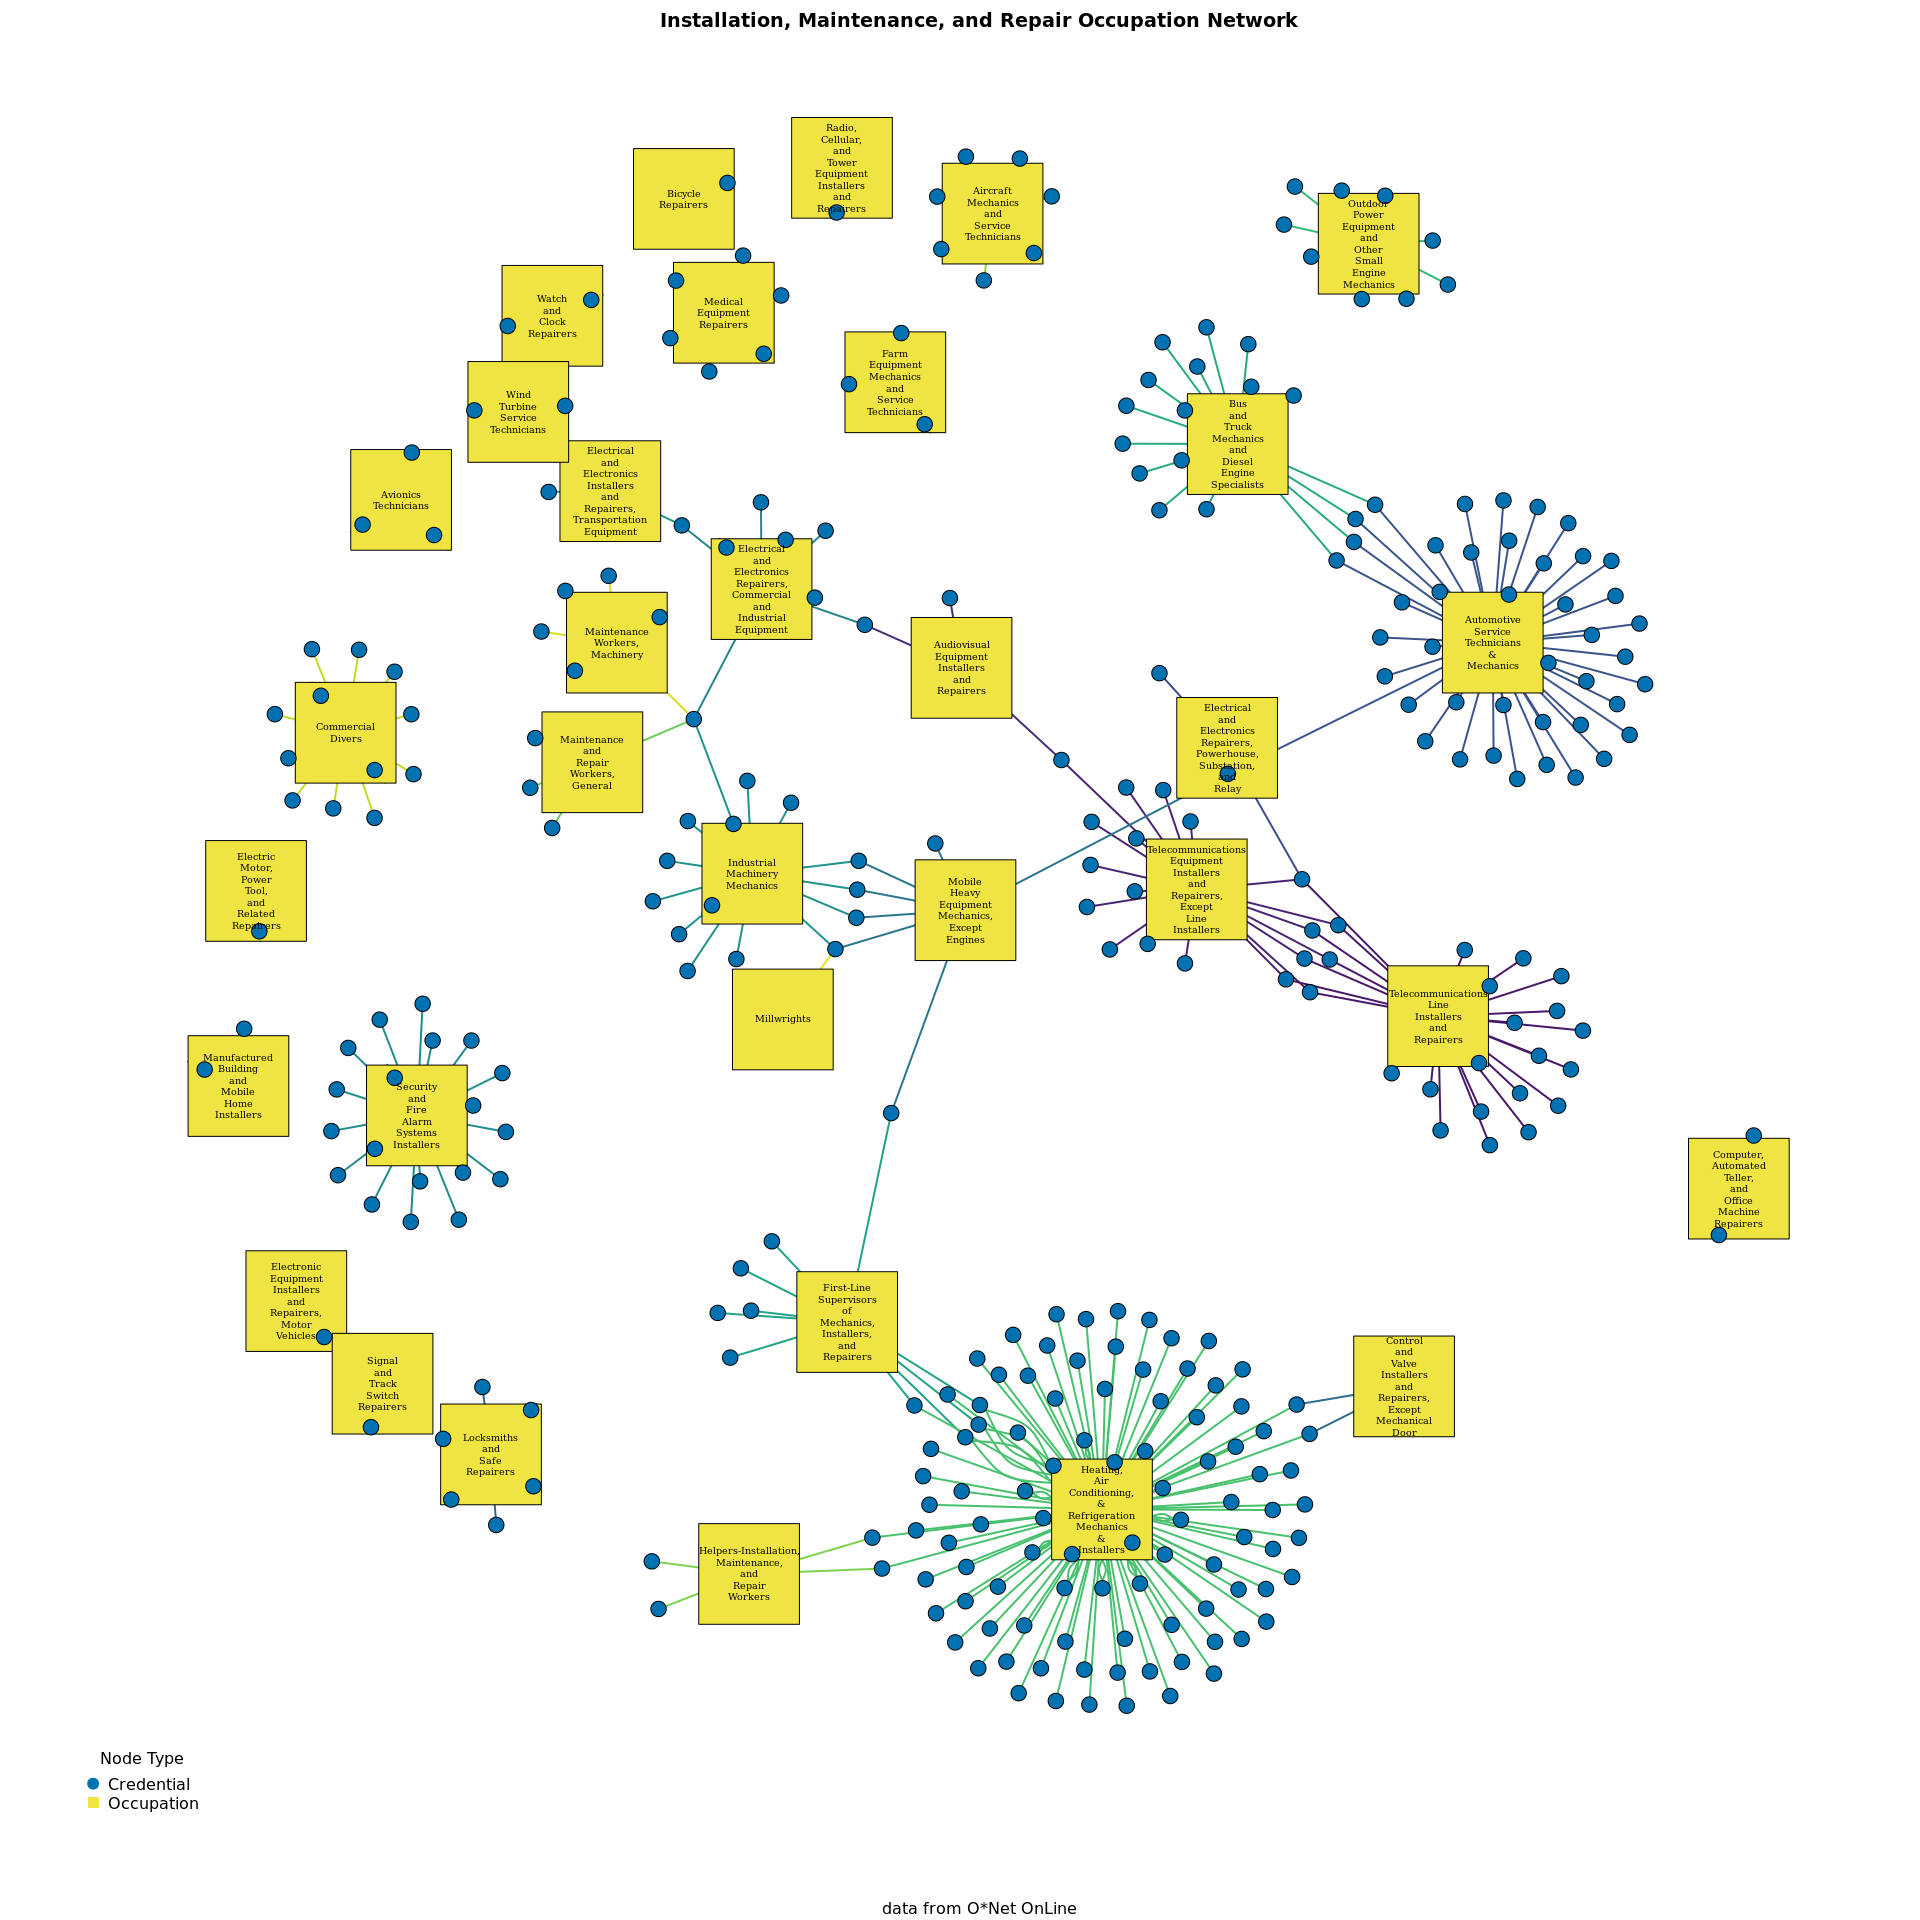 Installation, Maintenance, and Repair Occupation Network
Radio,
Cellular,
and
Tower
Equipment
Installers
and
Repairers
Bicycle
Repairers
Aircraft
Mechanics
and
Service
Technicians
Outdoor
Power
Equipment
and
Other
Small
Engine
Mechanics
Watch
and
Clock
Repairers
Medical
Equipment
Repairers
Farm
Equipment
Mechanics
and
Service
Technicians
Wind
Turbine
Service
Technicians
Bus
and
Truck
Mechanics
and
Diesel
Engine
Specialists
Avionics
Technicians
Electrical
and
Electronics
Installers
and
Repairers,
Transportation
Equipment
Electrical
and
Electronics
Repairers,
Commercial
and
Industrial
Equipment
Maintenance
Workers,
Machinery
Audiovisual
Equipment
Installers
and
Repairers
Automotive
Service
Technicians
&
Mechanics
Commercial
Divers
Maintenance
and
Repair
Workers,
General
Electrical
and
Electronics
Repairers,
Powerhouse,
Substation,
and
Relay
Electric
Motor,
Power
Tool,
and
Related
Repairers
Industrial
Machinery
Mechanics
Mobile
Heavy
Equipment
Mechanics,
Except
Engines
Telecommunications
Equipment
Installers
and
Repairers,
Except
Line
Installers
Millwrights
Telecommunications
Line
Installers
and
Repairers
Manufactured
Building
and
Mobile
Home
Installers
Security
and
Fire
Alarm
Systems
Installers
Computer,
Automated
Teller,
and
Office
Machine
Repairers
Electronic
Equipment
Installers
and
Repairers,
Motor
Vehicles
First-Line
Supervisors
of
Mechanics,
Installers,
and
Repairers
Signal
and
Track
Switch
Repairers
Control
and
Valve
Installers
and
Repairers,
Except
Mechanical
Door
Locksmiths
and
Safe
Repairers
Heating,
Air
Conditioning,
&
Refrigeration
Mechanics
&
Installers
Helpers-Installation,
Maintenance,
and
Repair
Workers
Node Type
Credential
Occupation
data from O*Net OnLine